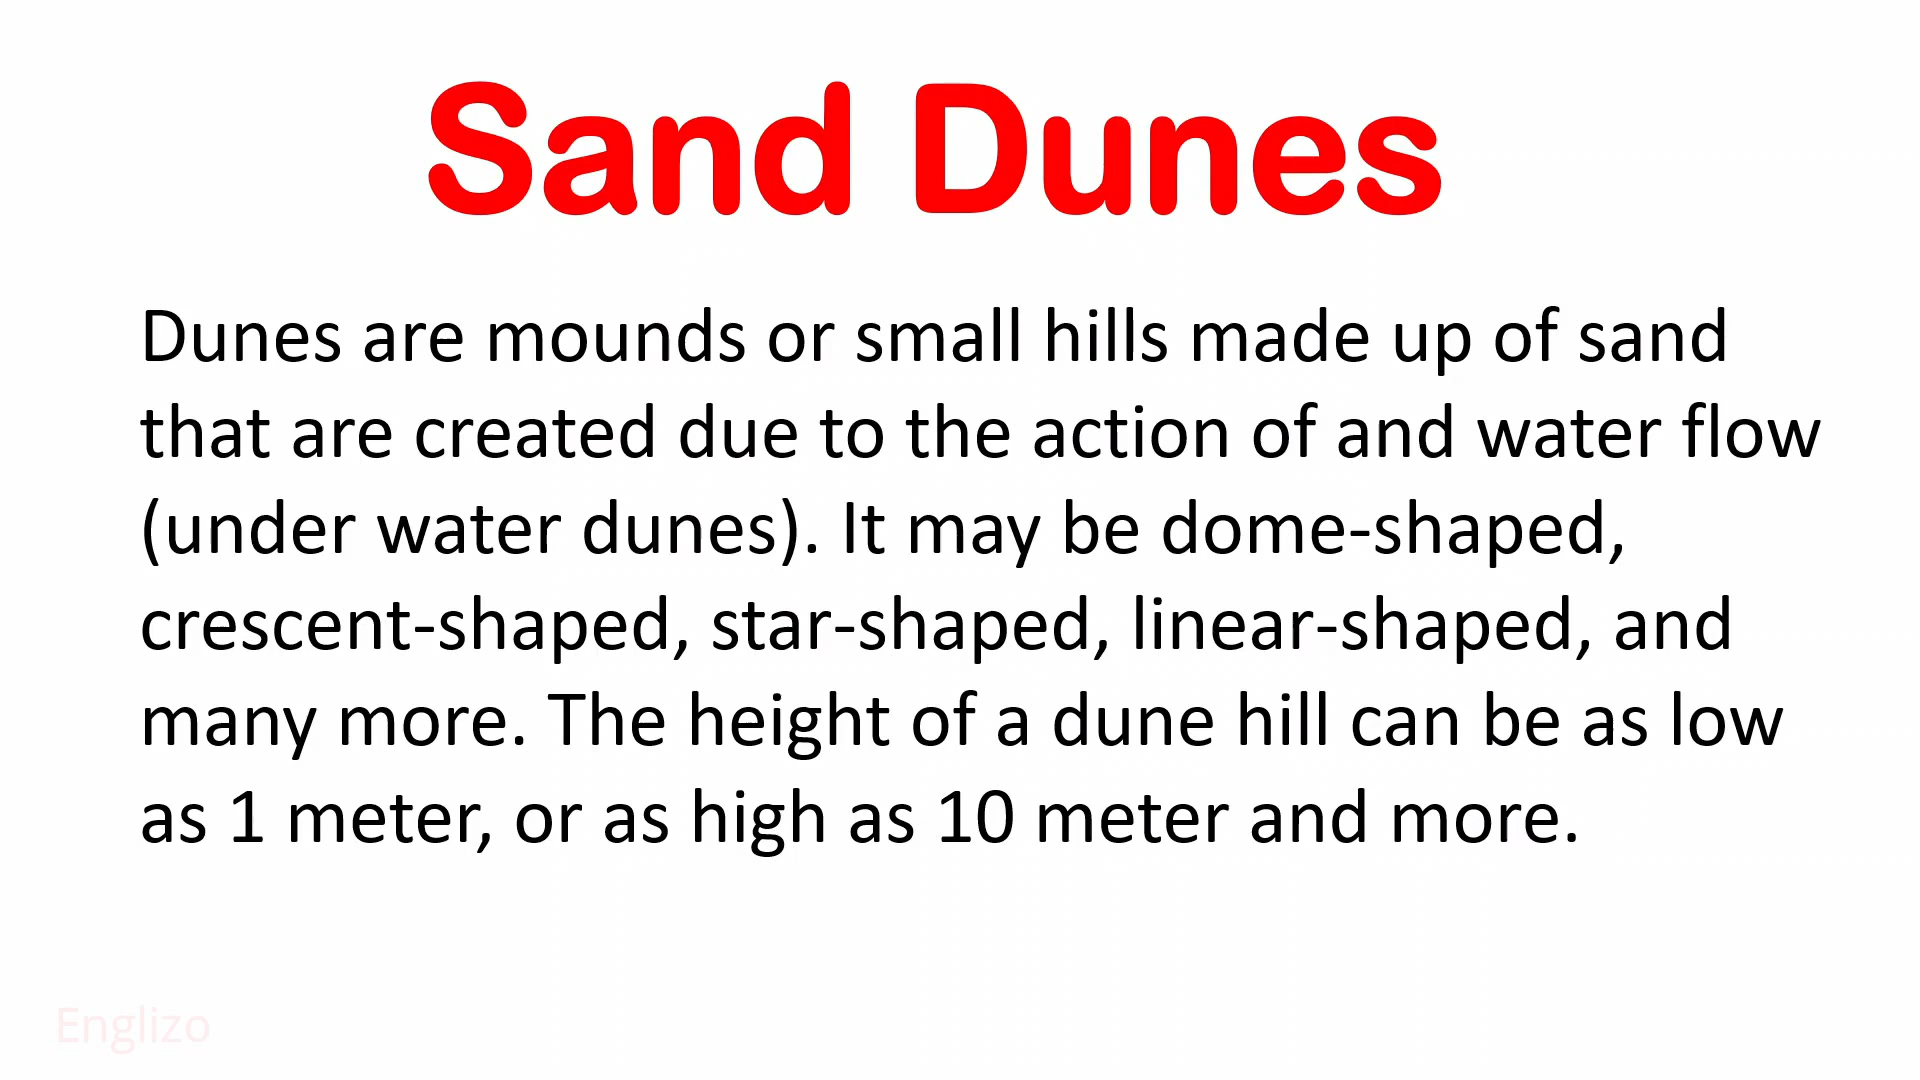 Sand Dunes
Dunes are mounds or small hills made up of sand
that are created due to the action of and water flow
(under water dunes). It may be dome-shaped,
crescent-shaped, star-shaped, linear-shaped, and
many more. The height of a dune hill can be as low
as 1 meter, or as high as 10 meter and more.
Englizo